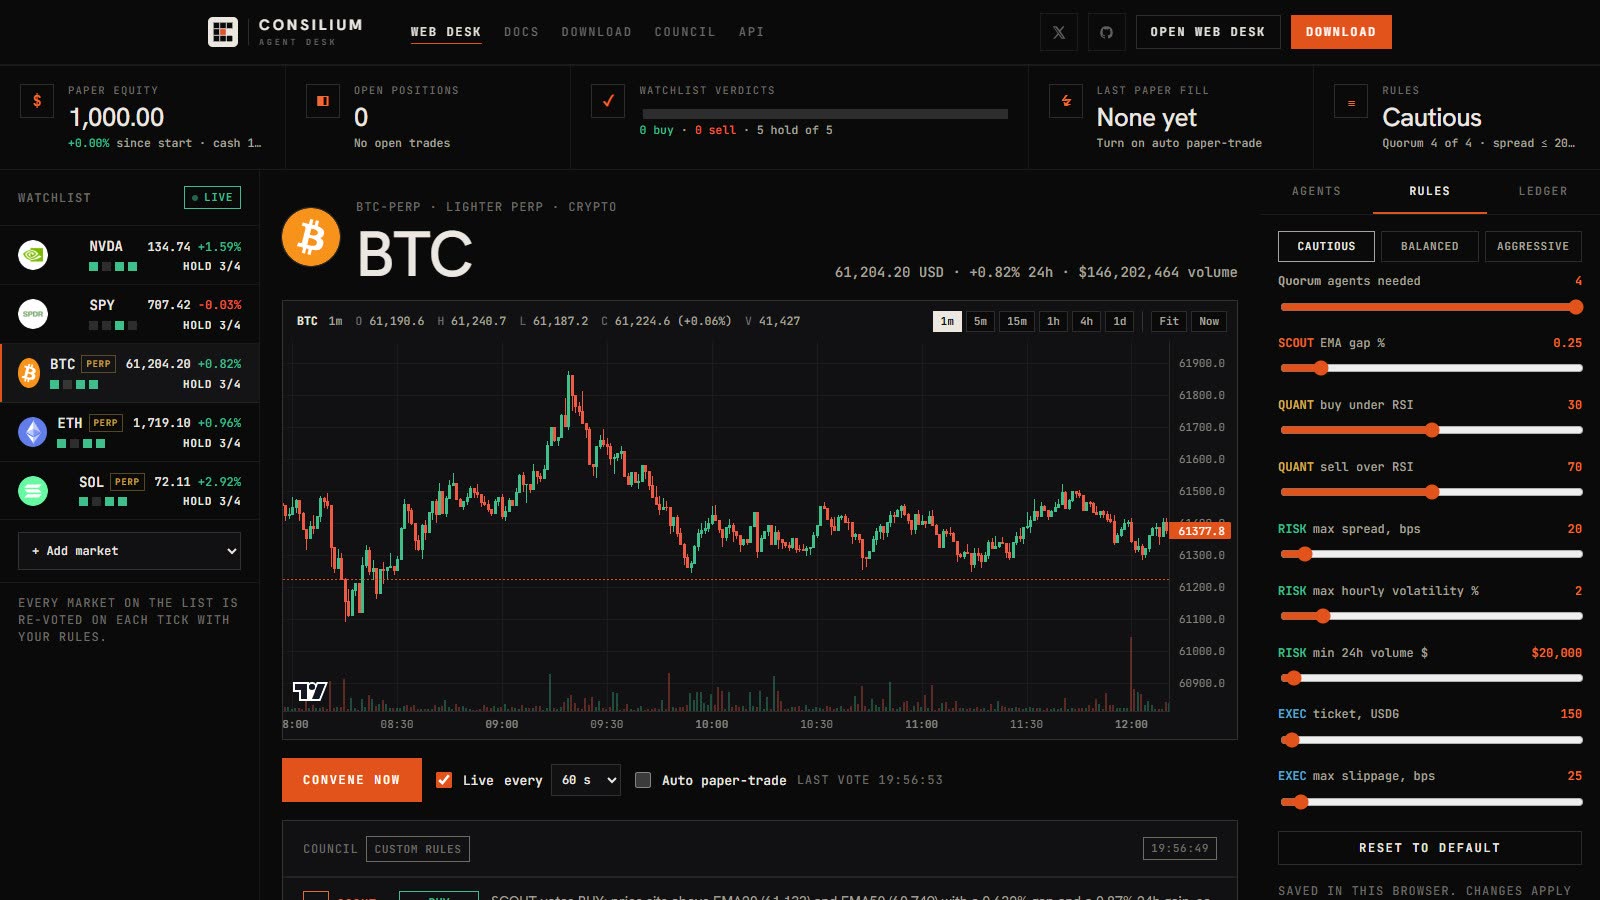 CONSILIUM
AGENT DESK
WEB DESK DOCS DOWNLOAD COUNCIL API
OPEN WEB DESK DOWNLOAD
PAPER EQUITY
1,000.00
+0.00% since start · cash 1…
OPEN POSITIONS
0
No open trades
WATCHLIST VERDICTS
0 buy · 0 sell · 5 hold of 5
LAST PAPER FILL
None yet
Turn on auto paper-trade
RULES
Cautious
Quorum 4 of 4 · spread ≤ 20…
WATCHLIST LIVE
NVDA 134.74 +1.59%
HOLD 3/4
SPDR
SPY 707.42 -0.03%
HOLD 3/4
BTC PERP 61,204.20 +0.82%
HOLD 3/4
ETH PERP 1,719.10 +0.96%
HOLD 3/4
SOL PERP 72.11 +2.92%
HOLD 3/4
+ Add market
EVERY MARKET ON THE LIST IS
RE-VOTED ON EACH TICK WITH
YOUR RULES.
BTC-PERP · LIGHTER PERP · CRYPTO
BTC
61,204.20 USD · +0.82% 24h · $146,202,464 volume
BTC 1m O 61,190.6 H 61,240.7 L 61,187.2 C 61,224.6 (+0.06%) V 41,427
1m 5m 15m 1h 4h 1d Fit Now
61900.0
61800.0
61700.0
61600.0
61500.0
61377.8
61300.0
61200.0
61100.0
61000.0
60900.0
8:00 08:30 09:00 09:30 10:00 10:30 11:00 11:30 12:00
CONVENE NOW Live every 60 s Auto paper-trade LAST VOTE 19:56:53
COUNCIL CUSTOM RULES 19:56:49
AGENTS RULES LEDGER
CAUTIOUS BALANCED AGGRESSIVE
Quorum agents needed 4
SCOUT EMA gap % 0.25
QUANT buy under RSI 30
QUANT sell over RSI 70
RISK max spread, bps 20
RISK max hourly volatility % 2
RISK min 24h volume $ $20,000
EXEC ticket, USDG 150
EXEC max slippage, bps 25
RESET TO DEFAULT
SAVED IN THIS BROWSER. CHANGES APPLY